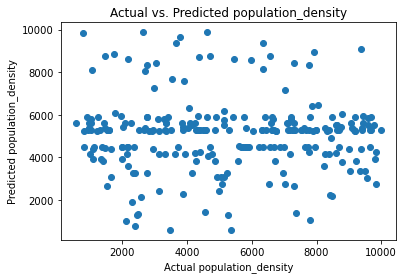 Actual vs. Predicted population_density
10000
8000
6000
4000
2000
Predicted population_density
2000 4000 6000 8000 10000
Actual population_density